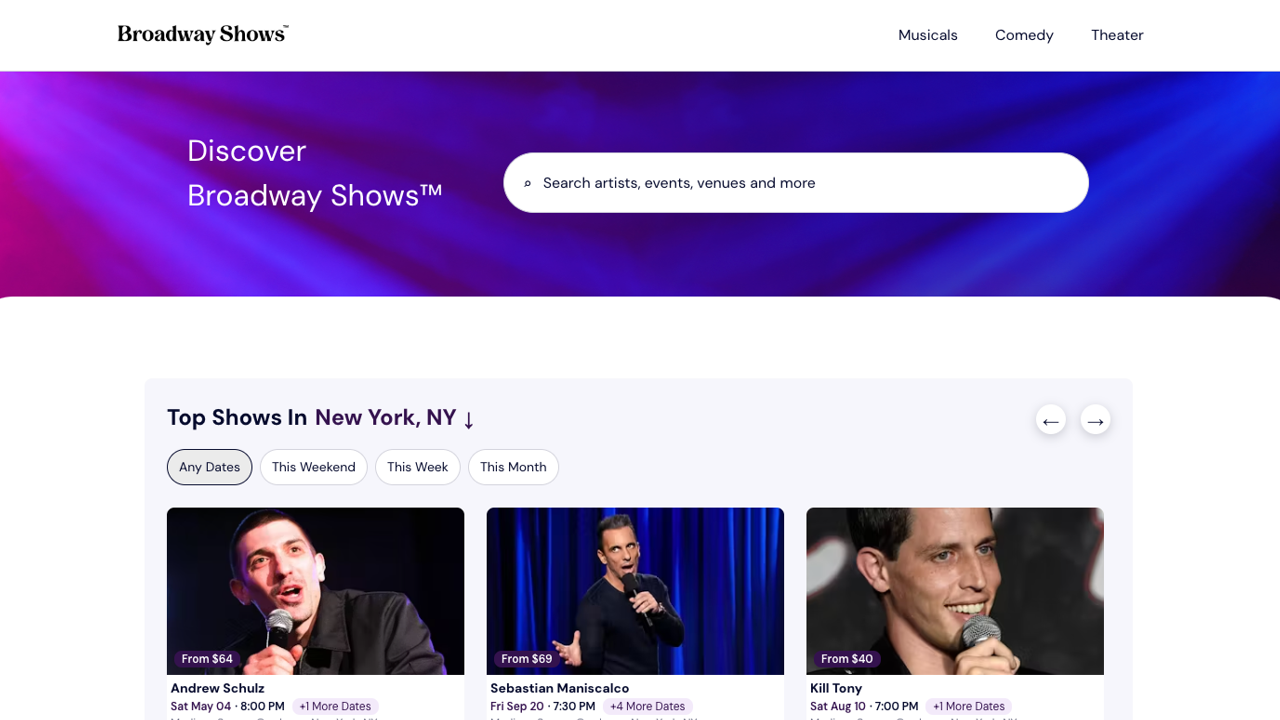 Broadway Shows™
Musicals
Comedy
Theater
Discover
Broadway Shows™
Search artists, events, venues and more
Top Shows In New York, NY ↓
← →
Any Dates
This Weekend
This Week
This Month
From $64
From $69
From $40
Andrew Schulz
Sat May 04 · 8:00 PM +1 More Dates
Sebastian Maniscalco
Fri Sep 20 · 7:30 PM +4 More Dates
Kill Tony
Sat Aug 10 · 7:00 PM +1 More Dates